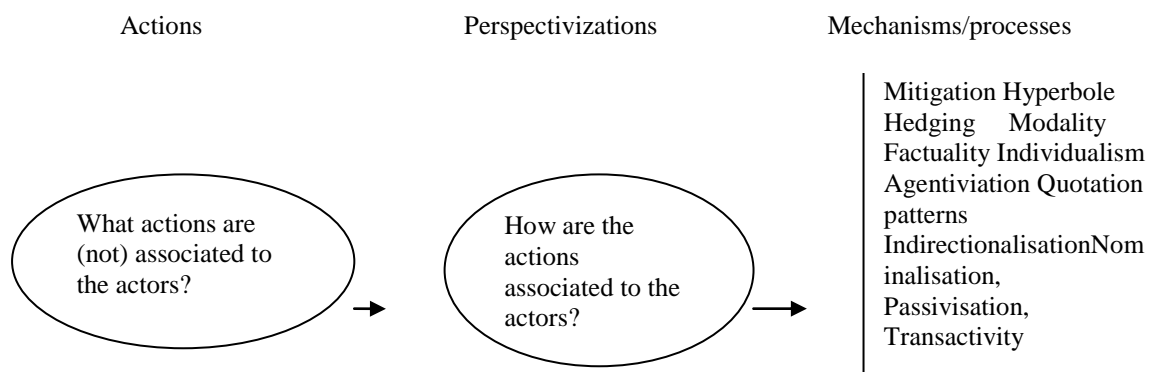 Actions Perspectivizations Mechanisms/processes
What actions are
(not) associated to
the actors?
How are the
actions
associated to the
actors?
Mitigation Hyperbole
Hedging Modality
Factuality Individualism
Agentiviation Quotation
patterns
IndirectionalisationNom
inalisation,
Passivisation,
Transactivity